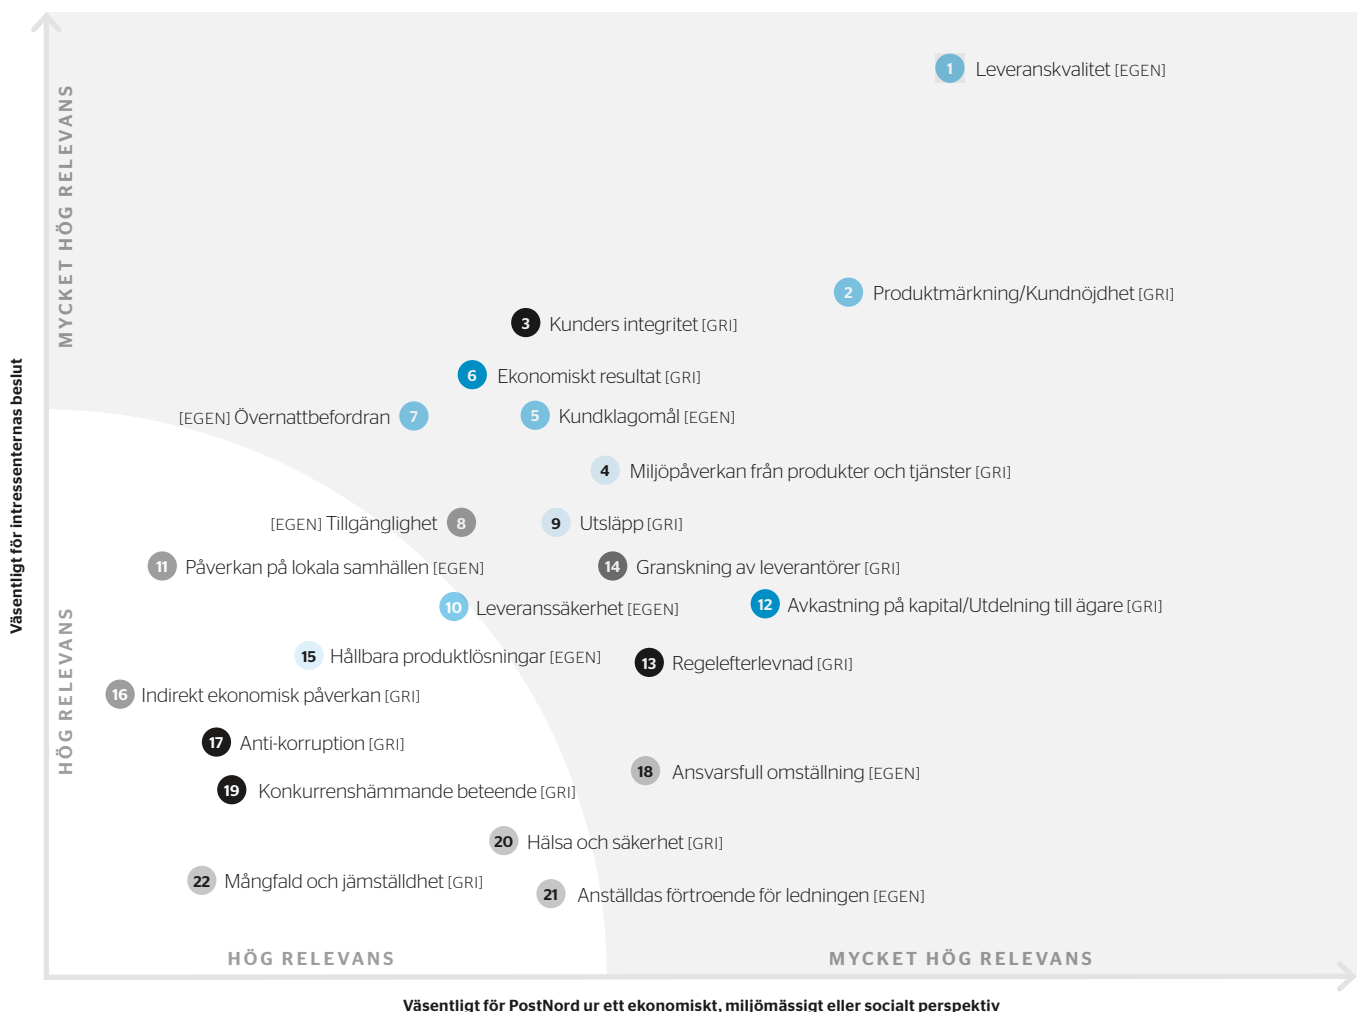 1 Leveranskvalitet [EGEN]
MYCKET HÖG RELEVANS
2 Produktmärkning/Kundnöjdhet [GRI]
3 Kunders integritet [GRI]
6 Ekonomiskt resultat [GRI]
[EGEN] Övernattbefordran 7
5 Kundklagomål [EGEN]
Väsentligt för intressenternas beslut
4 Miljöpåverkan från produkter och tjänster [GRI]
[EGEN] Tillgänglighet 8
9 Utsläpp [GRI]
11 Påverkan på lokala samhällen [EGEN]
14 Granskning av leverantörer [GRI]
10 Leveranssäkerhet [EGEN]
12 Avkastning på kapital/Utdelning till ägare [GRI]
HÖG RELEVANS
15 Hållbara produktlösningar [EGEN]
13 Regelefterlevnad [GRI]
16 Indirekt ekonomisk påverkan [GRI]
17 Anti-korruption [GRI]
18 Ansvarsfull omställning [EGEN]
19 Konkurrenshämmande beteende [GRI]
20 Hälsa och säkerhet [GRI]
22 Mångfald och jämställdhet [GRI]
21 Anställdas förtroende för ledningen [EGEN]
HÖG RELEVANS
MYCKET HÖG RELEVANS
Väsentligt för PostNord ur ett ekonomiskt, miljömässigt eller socialt perspektiv